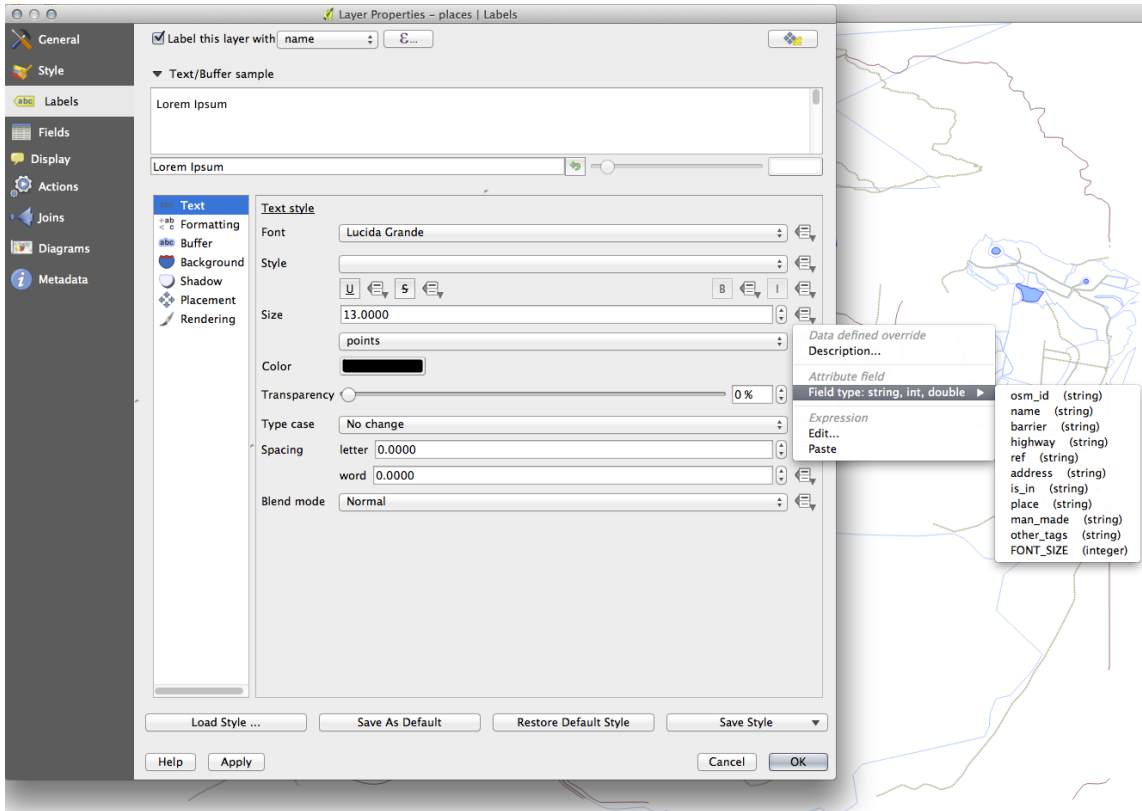 Layer Properties – places | Labels
General
Style
abc Labels
Fields
Display
Actions
Joins
Diagrams
Metadata
Label this layer with name ε...
Text/Buffer sample
Lorem Ipsum
Lorem Ipsum
abc Text
+ab < c Formatting
abc Buffer
Background
Shadow
Placement
Rendering
Text style
Font Lucida Grande
Style
U S B I
Size 13.0000
points
Color
Transparency 0 %
Type case No change
Spacing letter 0.0000
word 0.0000
Blend mode Normal
Data defined override
Description...
Attribute field
Field type: string, int, double
Expression
Edit...
Paste
osm_id (string)
name (string)
barrier (string)
highway (string)
ref (string)
address (string)
is_in (string)
place (string)
man_made (string)
other_tags (string)
FONT_SIZE (integer)
Load Style ... Save As Default Restore Default Style Save Style
Help Apply Cancel OK